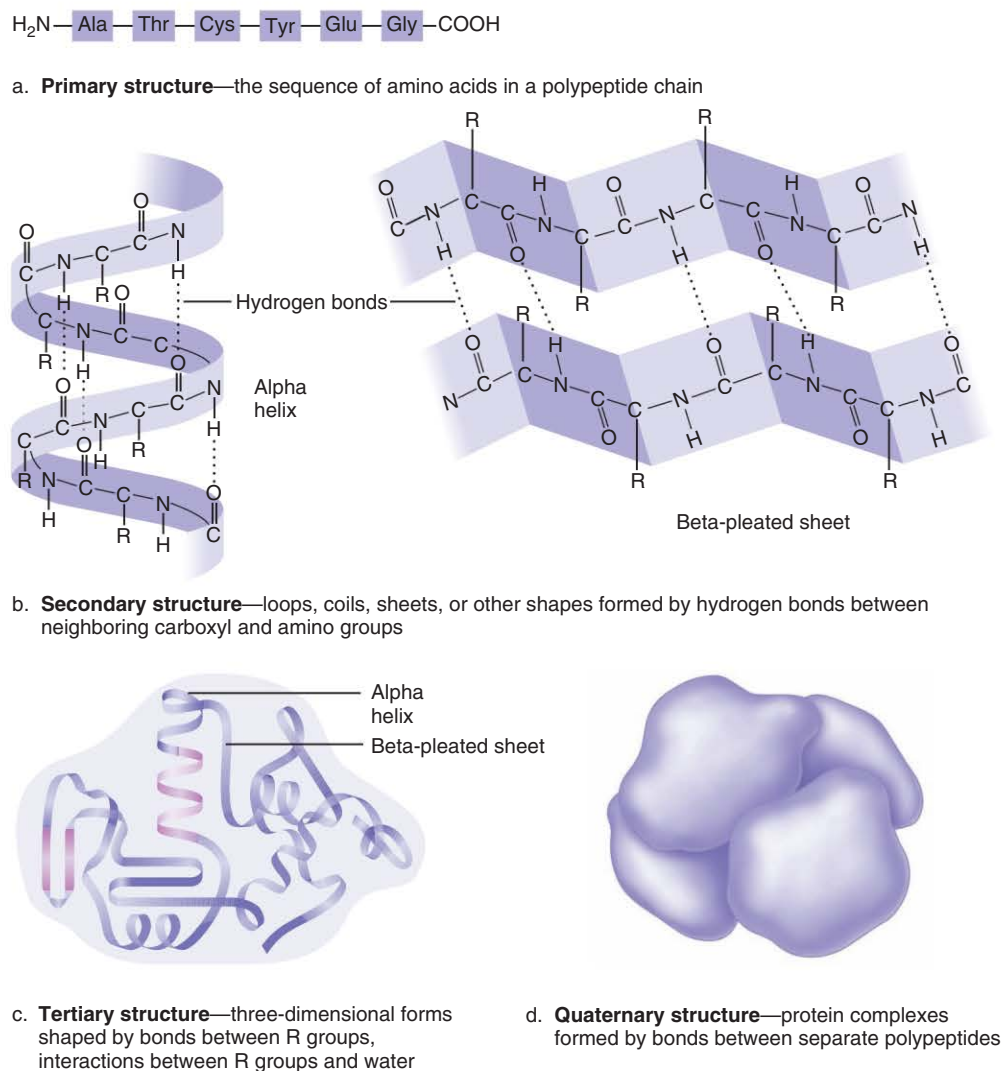 H2N—Ala—Thr—Cys—Tyr—Glu—Gly—COOH
a. Primary structure—the sequence of amino acids in a polypeptide chain
R
R
O
C
N
H
C
C
O
H
N
C
R
O
C
N
H
C
C
O
H
N
C
R
O
C
N
H
O
C
N
H
C
R
O
C
N
H
O
C
N
H
C
R
O
C
C
Hydrogen bonds
N
O
C
R
C
H
N
C
O
C
R
N
H
O
C
R
C
H
N
C
O
C
R
N
H
O
C
O
C
N
H
C
R
C
O
N
H
Alpha
helix
C
R
N
H
O
C
C
R
N
H
O
C
Beta-pleated sheet
b. Secondary structure—loops, coils, sheets, or other shapes formed by hydrogen bonds between
neighboring carboxyl and amino groups
Alpha
helix
Beta-pleated sheet
c. Tertiary structure—three-dimensional forms
shaped by bonds between R groups,
interactions between R groups and water
d. Quaternary structure—protein complexes
formed by bonds between separate polypeptides